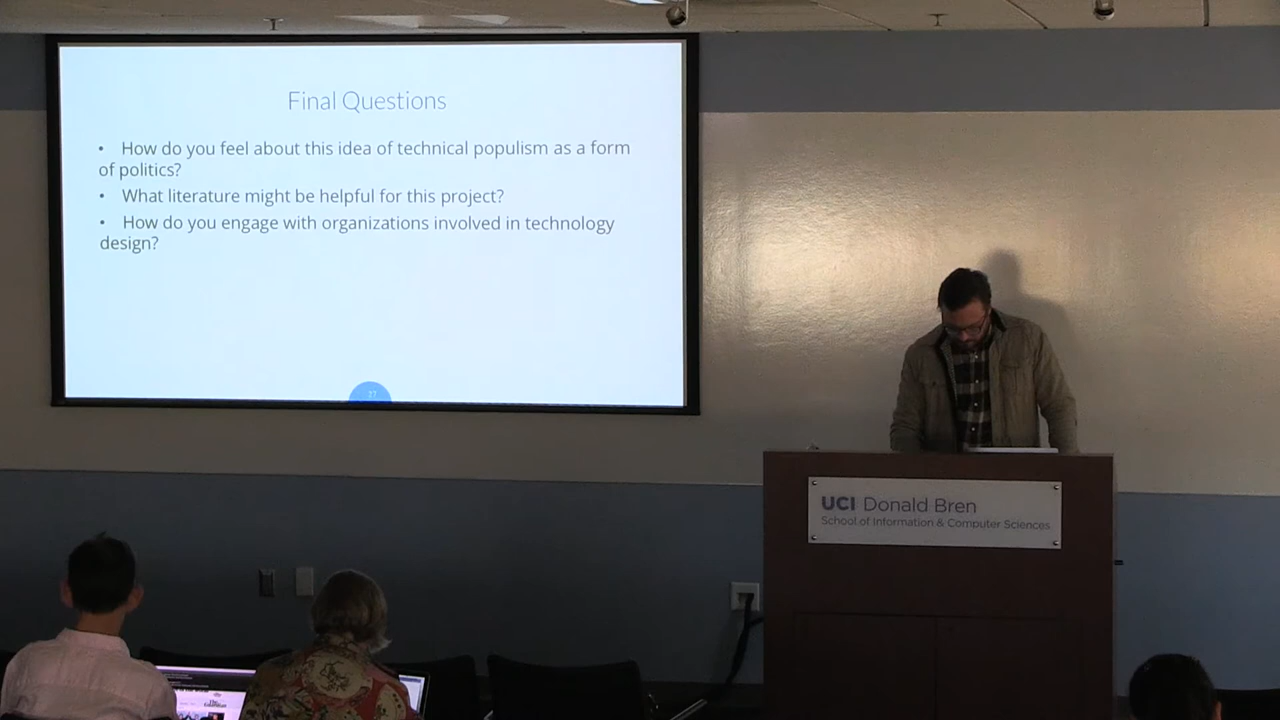 Final Questions
• How do you feel about this idea of technical populism as a form
of politics?
• What literature might be helpful for this project?
• How do you engage with organizations involved in technology
design?
UCI Donald Bren
School of Information & Computer Sciences